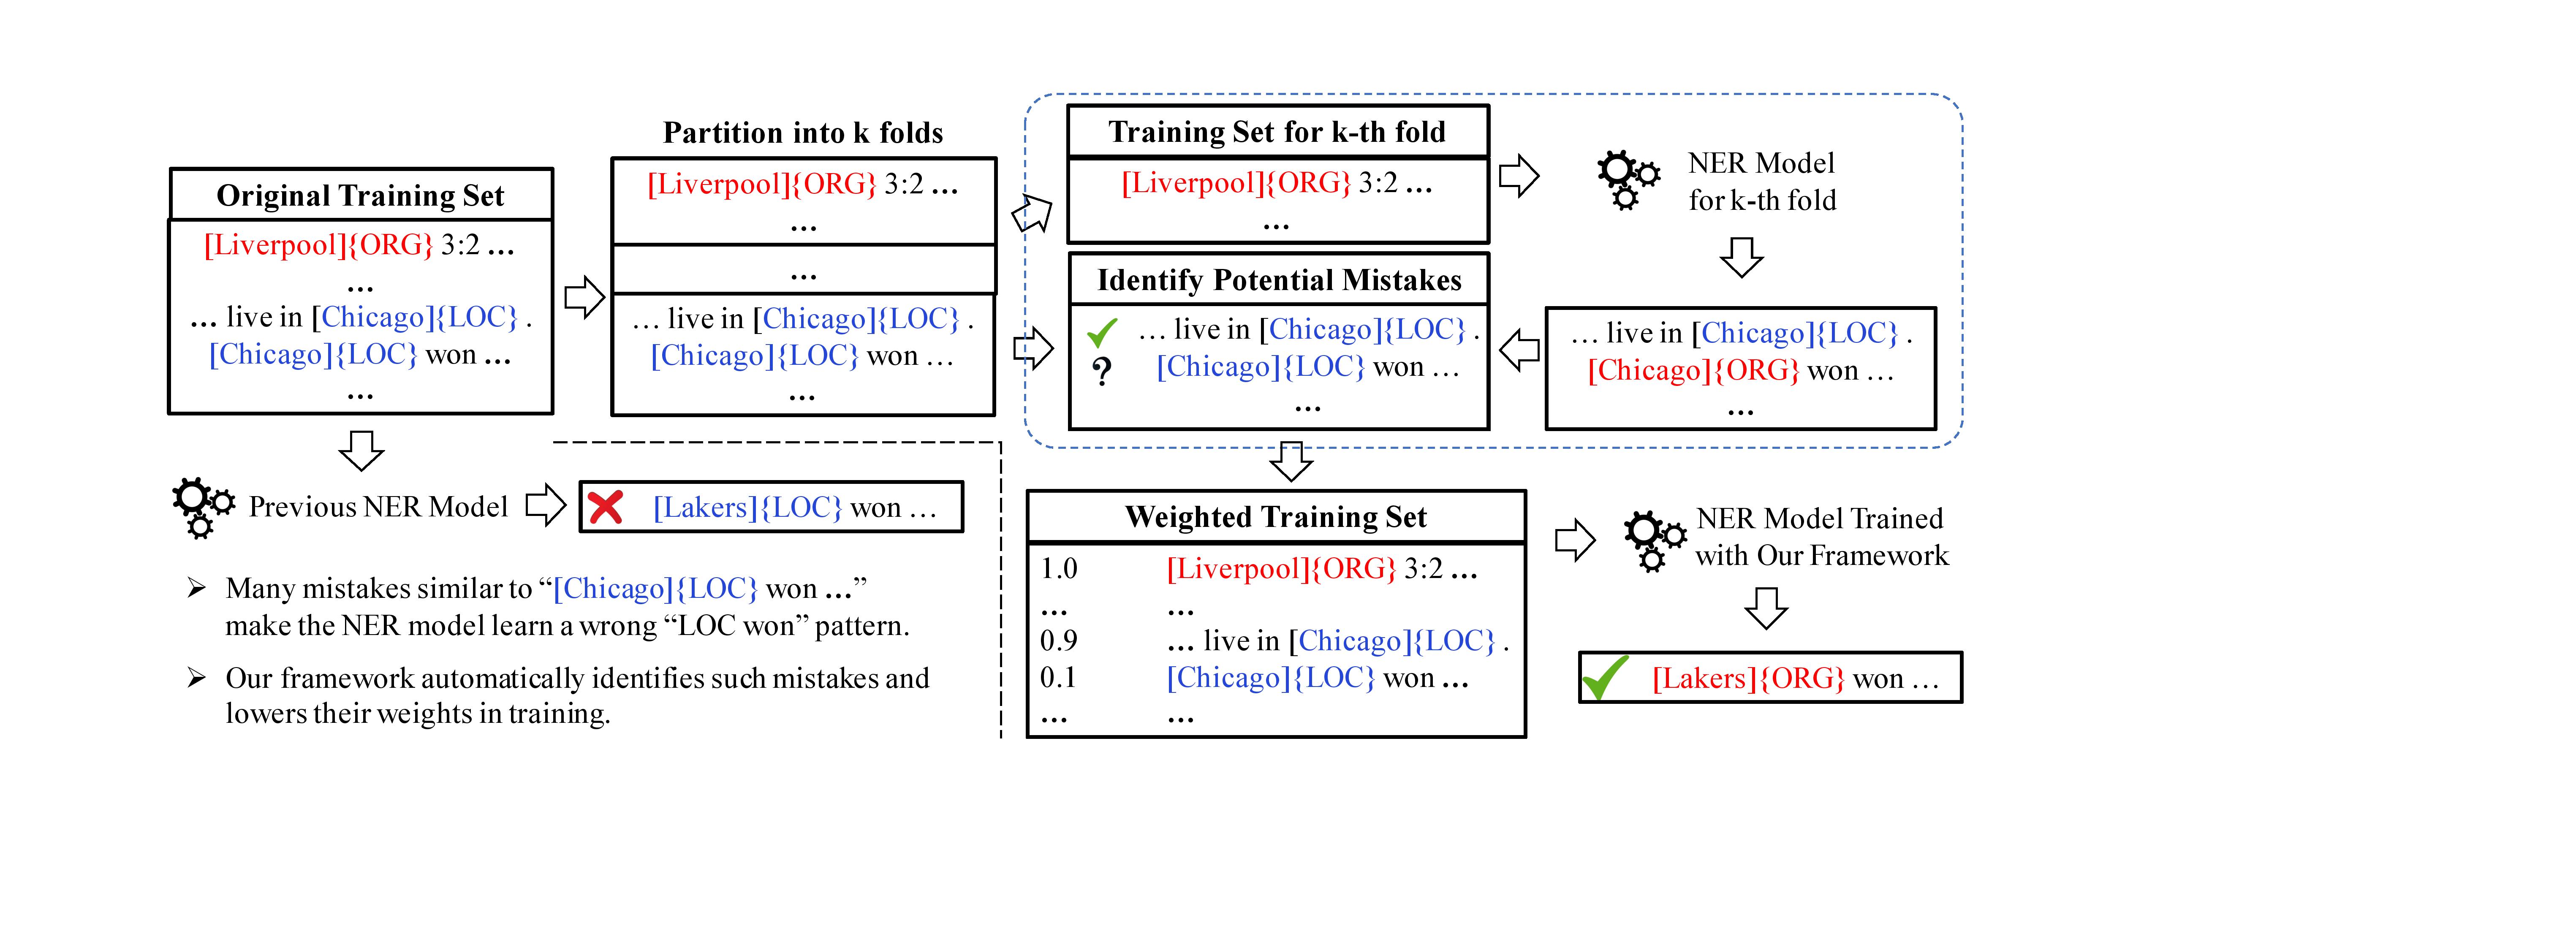 Original Training Set
[Liverpool]{ORG} 3:2 ...
...
... live in [Chicago]{LOC} .
[Chicago]{LOC} won ...
...
Partition into k folds
[Liverpool]{ORG} 3:2 ...
...
...
... live in [Chicago]{LOC} .
[Chicago]{LOC} won ...
...
Training Set for k-th fold
[Liverpool]{ORG} 3:2 ...
...
NER Model
for k-th fold
Identify Potential Mistakes
... live in [Chicago]{LOC} .
? [Chicago]{LOC} won ...
...
... live in [Chicago]{LOC} .
[Chicago]{ORG} won ...
...
Previous NER Model
[Lakers]{LOC} won ...
➢ Many mistakes similar to “[Chicago]{LOC} won ...”
make the NER model learn a wrong “LOC won” pattern.
➢ Our framework automatically identifies such mistakes and
lowers their weights in training.
Weighted Training Set
1.0 [Liverpool]{ORG} 3:2 ...
... ...
0.9 ... live in [Chicago]{LOC} .
0.1 [Chicago]{LOC} won ...
... ...
NER Model Trained
with Our Framework
[Lakers]{ORG} won ...